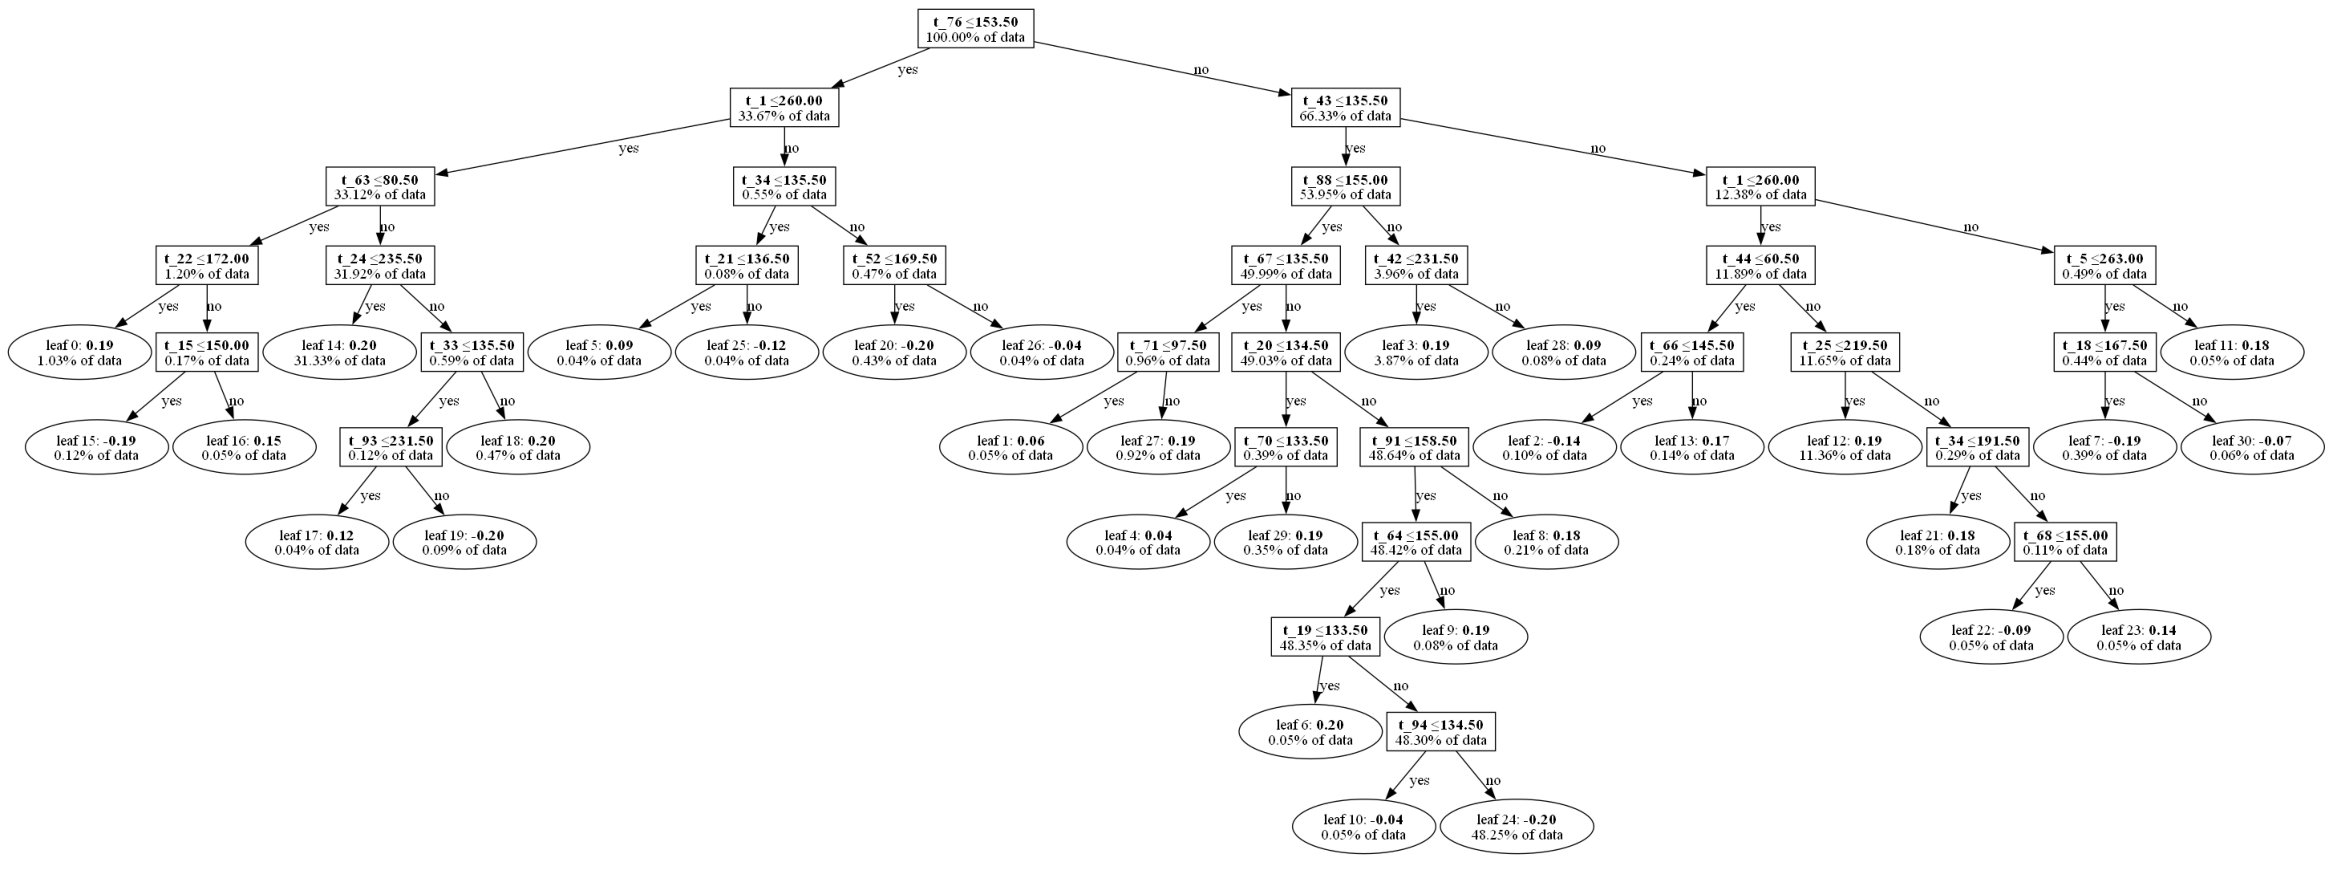 t_76 ≤153.50
100.00% of data
yes
no
t_1 ≤260.00
33.67% of data
t_43 ≤135.50
66.33% of data
yes
no
yes
no
t_63 ≤80.50
33.12% of data
t_34 ≤135.50
0.55% of data
t_88 ≤155.00
53.95% of data
t_1 ≤260.00
12.38% of data
yes
no
yes
no
yes
no
yes
no
t_22 ≤172.00
1.20% of data
t_24 ≤235.50
31.92% of data
t_21 ≤136.50
0.08% of data
t_52 ≤169.50
0.47% of data
t_67 ≤135.50
49.99% of data
t_42 ≤231.50
3.96% of data
t_44 ≤60.50
11.89% of data
t_5 ≤263.00
0.49% of data
yes
no
yes
no
yes
no
yes
no
yes
no
yes
no
yes
no
yes
no
leaf 0: 0.19
1.03% of data
t_15 ≤150.00
0.17% of data
leaf 14: 0.20
31.33% of data
t_33 ≤135.50
0.59% of data
leaf 5: 0.09
0.04% of data
leaf 25: -0.12
0.04% of data
leaf 20: -0.20
0.43% of data
leaf 26: -0.04
0.04% of data
t_71 ≤97.50
0.96% of data
t_20 ≤134.50
49.03% of data
leaf 3: 0.19
3.87% of data
leaf 28: 0.09
0.08% of data
t_66 ≤145.50
0.24% of data
t_25 ≤219.50
11.65% of data
t_18 ≤167.50
0.44% of data
leaf 11: 0.18
0.05% of data
yes
no
yes
no
yes
no
yes
no
yes
no
yes
no
yes
no
leaf 15: -0.19
0.12% of data
leaf 16: 0.15
0.05% of data
t_93 ≤231.50
0.12% of data
leaf 18: 0.20
0.47% of data
leaf 1: 0.06
0.05% of data
leaf 27: 0.19
0.92% of data
t_70 ≤133.50
0.39% of data
t_91 ≤158.50
48.64% of data
leaf 2: -0.14
0.10% of data
leaf 13: 0.17
0.14% of data
leaf 12: 0.19
11.36% of data
t_34 ≤191.50
0.29% of data
leaf 7: -0.19
0.39% of data
leaf 30: -0.07
0.06% of data
yes
no
yes
no
yes
no
yes
no
leaf 17: 0.12
0.04% of data
leaf 19: -0.20
0.09% of data
leaf 4: 0.04
0.04% of data
leaf 29: 0.19
0.35% of data
t_64 ≤155.00
48.42% of data
leaf 8: 0.18
0.21% of data
leaf 21: 0.18
0.18% of data
t_68 ≤155.00
0.11% of data
yes
no
yes
no
t_19 ≤133.50
48.35% of data
leaf 9: 0.19
0.08% of data
leaf 22: -0.09
0.05% of data
leaf 23: 0.14
0.05% of data
yes
no
leaf 6: 0.20
0.05% of data
t_94 ≤134.50
48.30% of data
yes
no
leaf 10: -0.04
0.05% of data
leaf 24: -0.20
48.25% of data